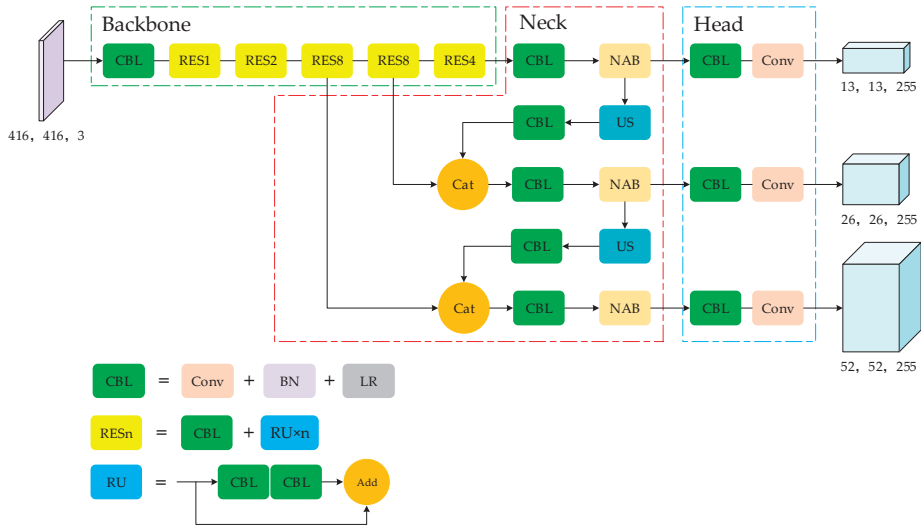 Backbone
Neck
Head
CBL RES1 RES2 RES8 RES8 RES4 CBL NAB CBL Conv
13, 13, 255
416, 416, 3
CBL US
Cat CBL NAB CBL Conv
26, 26, 255
CBL US
Cat CBL NAB CBL Conv
52, 52, 255
CBL = Conv + BN + LR
RESn = CBL + RU×n
RU = CBL CBL Add